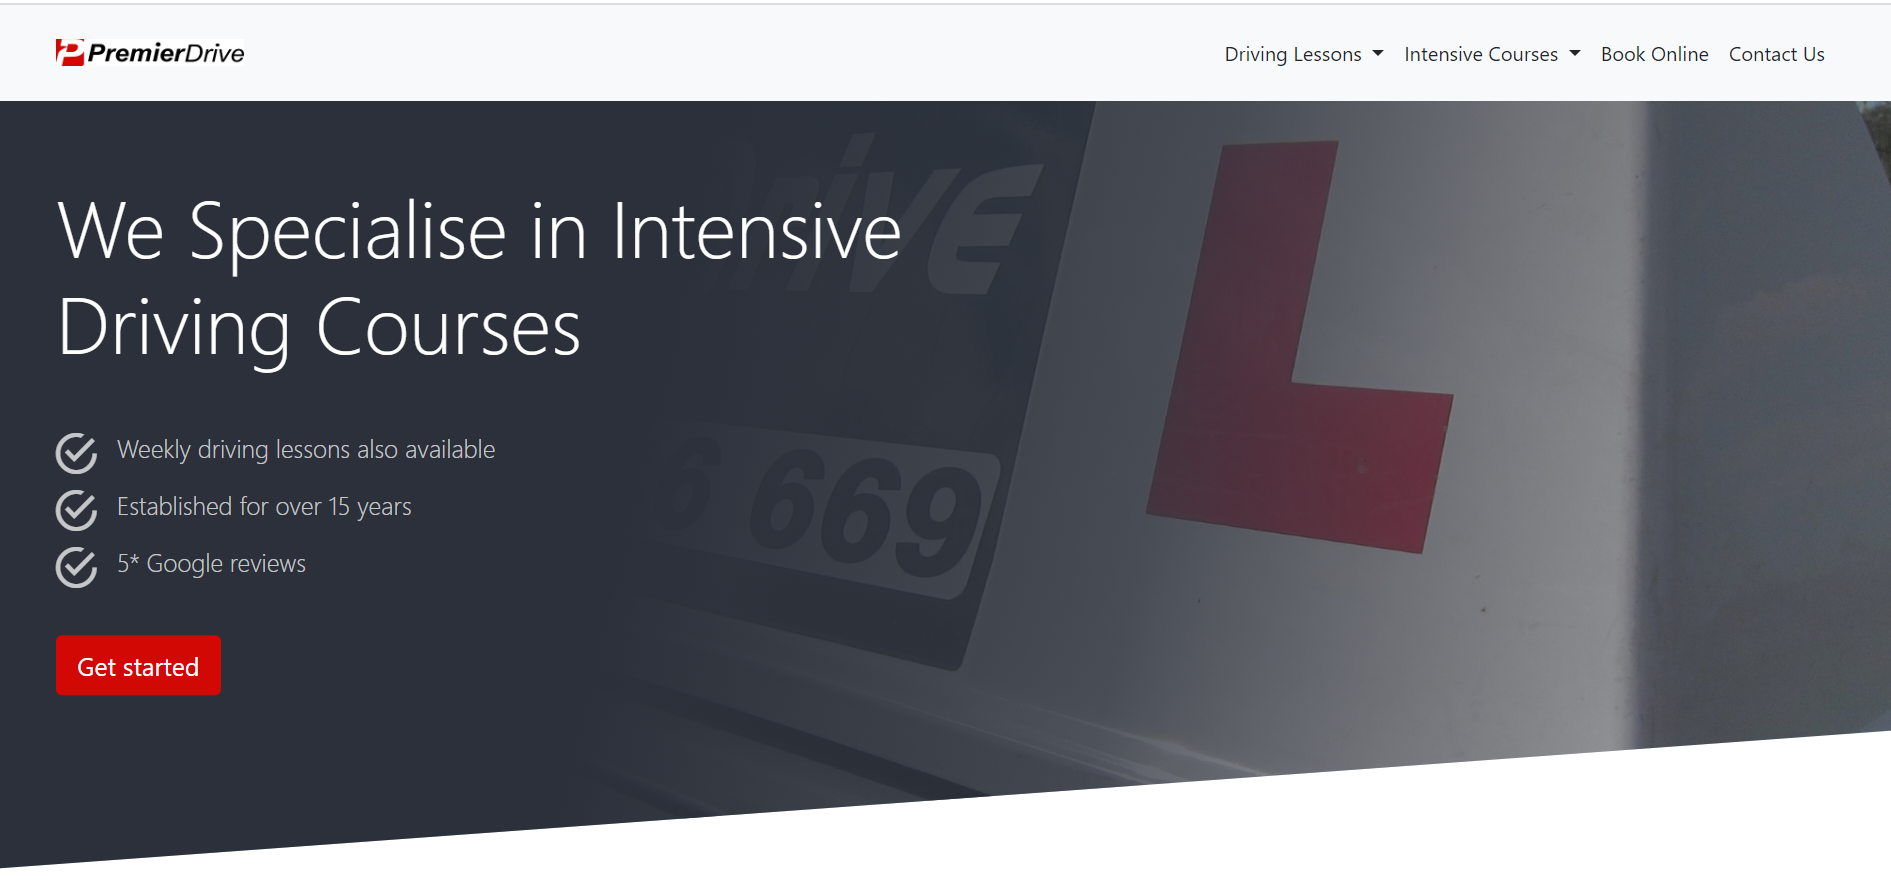 PremierDrive
Driving Lessons
Intensive Courses
Book Online
Contact Us
We Specialise in Intensive
Driving Courses
Weekly driving lessons also available
Established for over 15 years
5* Google reviews
Get started
L
669